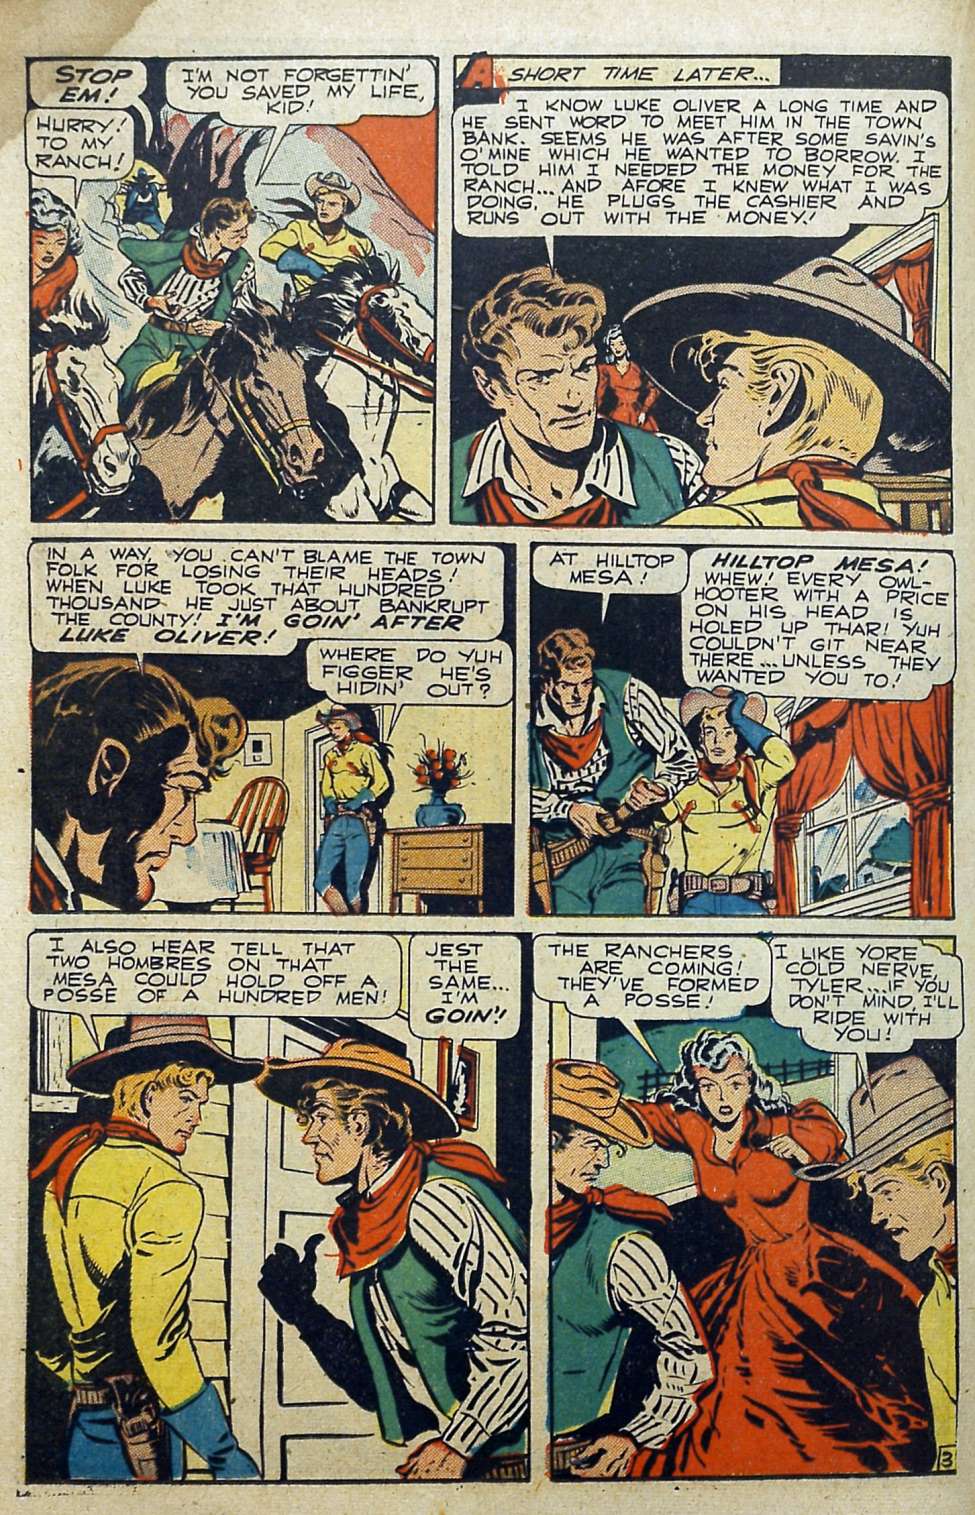 STOP
EM!
HURRY!
TO MY
RANCH!
I'M NOT FORGETTIN'
YOU SAVED MY LIFE,
KID!
A SHORT TIME LATER...
I KNOW LUKE OLIVER A LONG TIME AND
HE SENT WORD TO MEET HIM IN THE TOWN
BANK. SEEMS HE WAS AFTER SOME SAVIN'S
O' MINE WHICH HE WANTED TO BORROW. I
TOLD HIM I NEEDED THE MONEY FOR THE
RANCH... AND AFORE I KNEW WHAT I WAS
DOING, HE PLUGS THE CASHIER AND
RUNS OUT WITH THE MONEY!
IN A WAY, YOU CAN'T BLAME THE TOWN
FOLK FOR LOSING THEIR HEADS!
WHEN LUKE TOOK THAT HUNDRED
THOUSAND HE JUST ABOUT BANKRUPT
THE COUNTY! I'M GOIN' AFTER
LUKE OLIVER!
WHERE DO YUH
FIGGER HE'S
HIDIN' OUT?
AT HILLTOP
MESA!
HILLTOP MESA!
WHEW! EVERY OWL-
HOOTER WITH A PRICE
ON HIS HEAD IS
HOLED UP THAR! YUH
COULDN'T GIT NEAR
THERE... UNLESS THEY
WANTED YOU TO!
I ALSO HEAR TELL THAT
TWO HOMBRES ON THAT
MESA COULD HOLD OFF A
POSSE OF A HUNDRED MEN!
JEST
THE
SAME...
I'M
GOIN'!
THE RANCHERS
ARE COMING!
THEY'VE FORMED
A POSSE!
I LIKE YORE
COLD NERVE,
TYLER... IF YOU
DON'T MIND, I'LL
RIDE WITH
YOU!
3